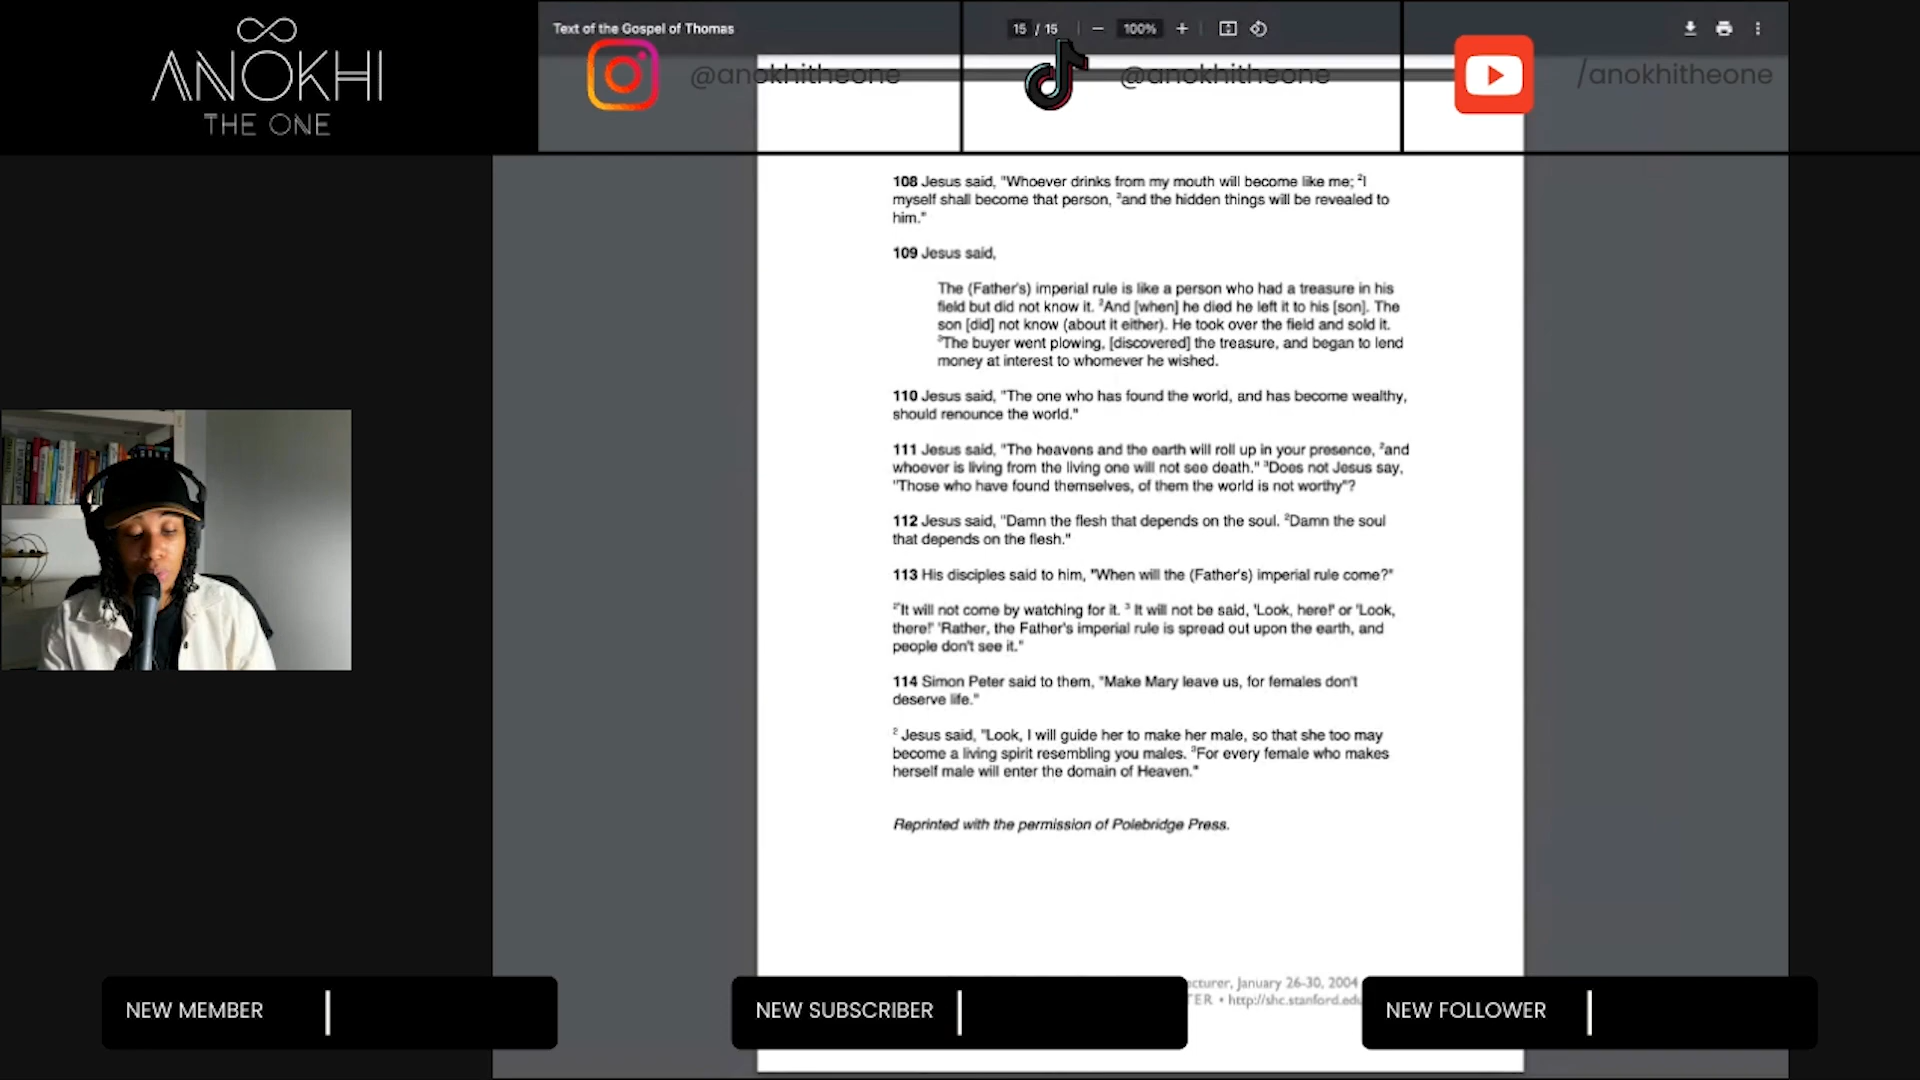 ANOKHI
THE ONE
Text of the Gospel of Thomas
15 / 15
100%
@anokhitheone
@anokhitheone
/anokhitheone
108 Jesus said, "Whoever drinks from my mouth will become like me; ²I
myself shall become that person, ³and the hidden things will be revealed to
him."
109 Jesus said,
The (Father's) imperial rule is like a person who had a treasure in his
field but did not know it. ²And [when] he died he left it to his [son]. The
son [did] not know (about it either). He took over the field and sold it.
³The buyer went plowing, [discovered] the treasure, and began to lend
money at interest to whomever he wished.
110 Jesus said, "The one who has found the world, and has become wealthy,
should renounce the world."
111 Jesus said, "The heavens and the earth will roll up in your presence, ²and
whoever is living from the living one will not see death." ³Does not Jesus say,
"Those who have found themselves, of them the world is not worthy"?
112 Jesus said, "Damn the flesh that depends on the soul. ²Damn the soul
that depends on the flesh."
113 His disciples said to him, "When will the (Father's) imperial rule come?"
²"It will not come by watching for it. ³ It will not be said, 'Look, here!' or 'Look,
there!' 'Rather, the Father's imperial rule is spread out upon the earth, and
people don't see it."
114 Simon Peter said to them, "Make Mary leave us, for females don't
deserve life."
² Jesus said, "Look, I will guide her to make her male, so that she too may
become a living spirit resembling you males. ³For every female who makes
herself male will enter the domain of Heaven."
Reprinted with the permission of Polebridge Press.
January 26-30, 2004
• http://shc.stanford.edu
NEW MEMBER
NEW SUBSCRIBER
NEW FOLLOWER